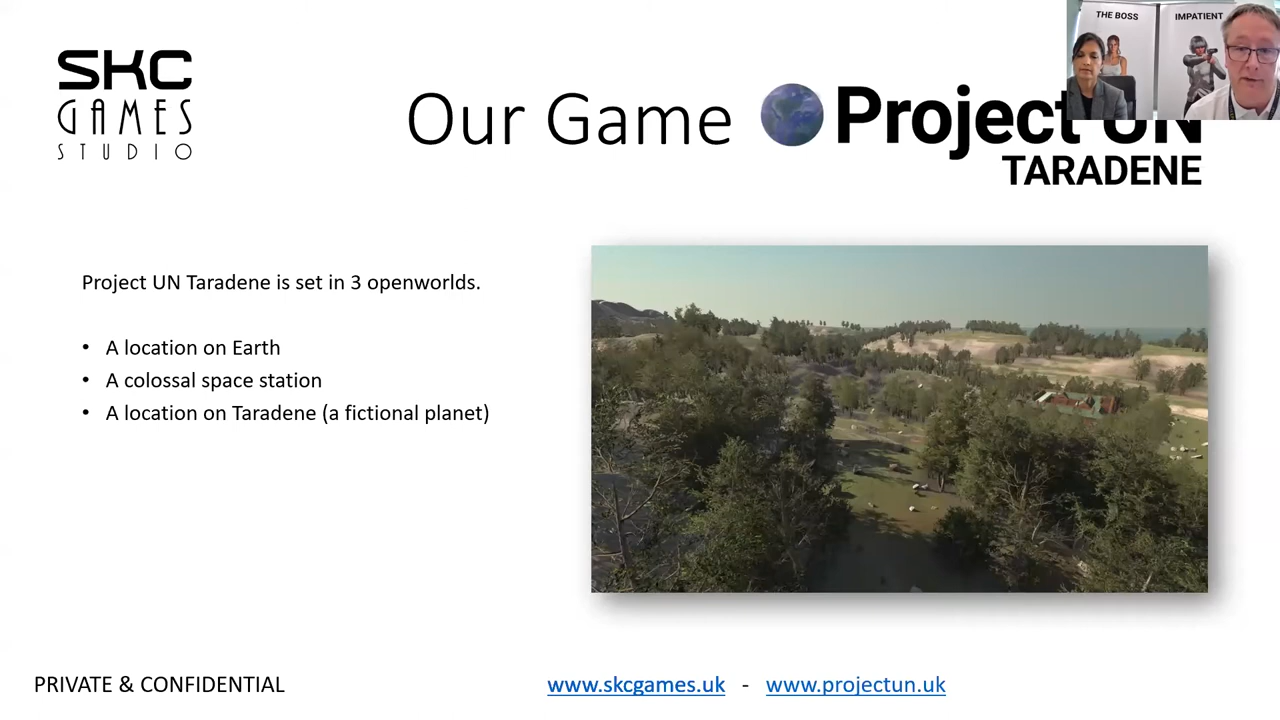 SKC
GAMES
STUDIO
Our Game
Project UN
TARADENE
THE BOSS
IMPATIENT
Project UN Taradene is set in 3 openworlds.
• A location on Earth
• A colossal space station
• A location on Taradene (a fictional planet)
PRIVATE & CONFIDENTIAL
www.skcgames.uk - www.projectun.uk